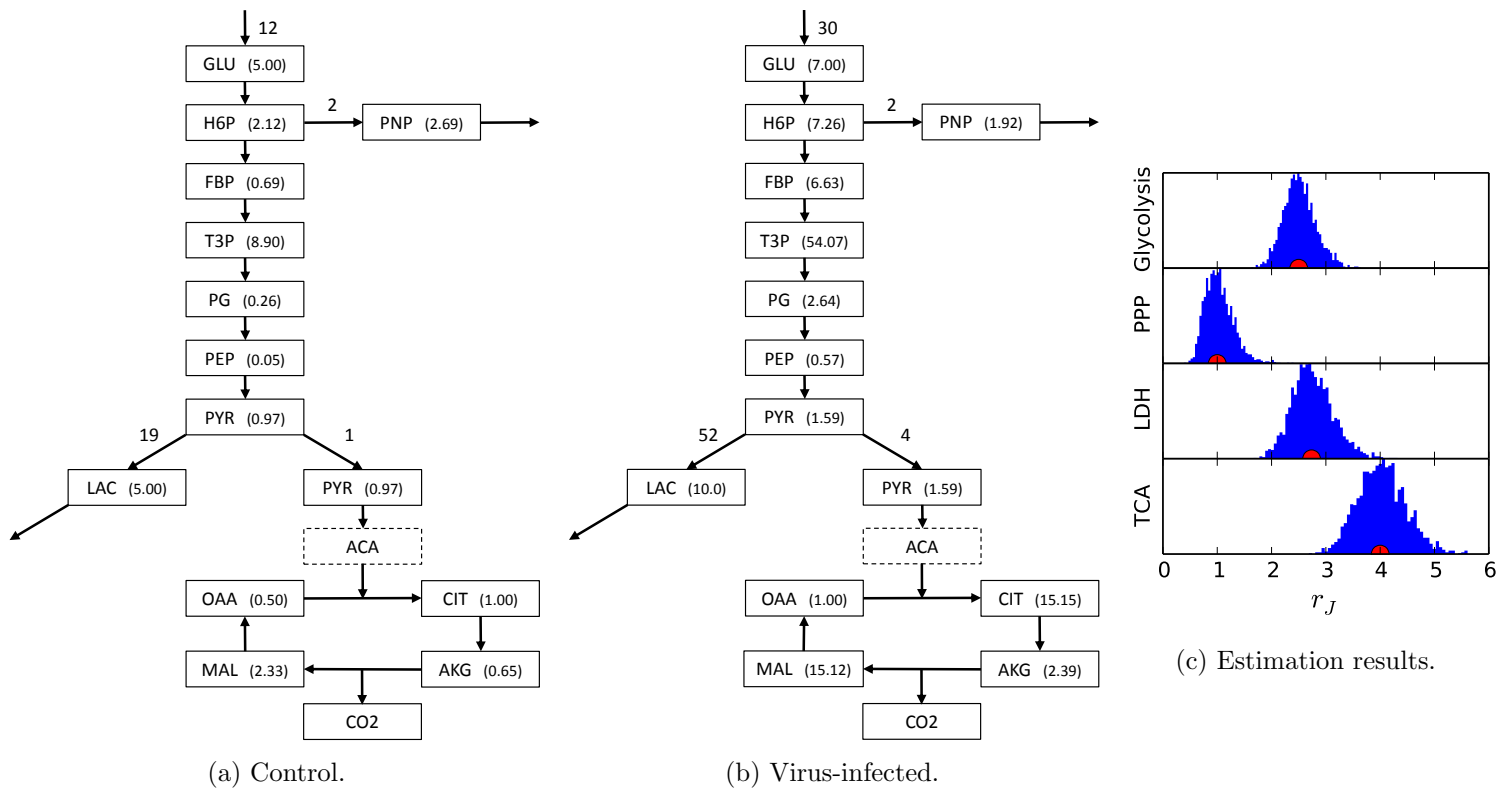 12
GLU (5.00)
2
H6P (2.12)
PNP (2.69)
FBP (0.69)
T3P (8.90)
PG (0.26)
PEP (0.05)
PYR (0.97)
19
1
LAC (5.00)
PYR (0.97)
ACA
OAA (0.50)
CIT (1.00)
MAL (2.33)
AKG (0.65)
CO2
(a) Control.
30
GLU (7.00)
2
H6P (7.26)
PNP (1.92)
FBP (6.63)
T3P (54.07)
PG (2.64)
PEP (0.57)
PYR (1.59)
52
4
LAC (10.0)
PYR (1.59)
ACA
OAA (1.00)
CIT (15.15)
MAL (15.12)
AKG (2.39)
CO2
(b) Virus-infected.
Glycolysis
PPP
LDH
TCA
0 1 2 3 4 5 6
r_J
(c) Estimation results.